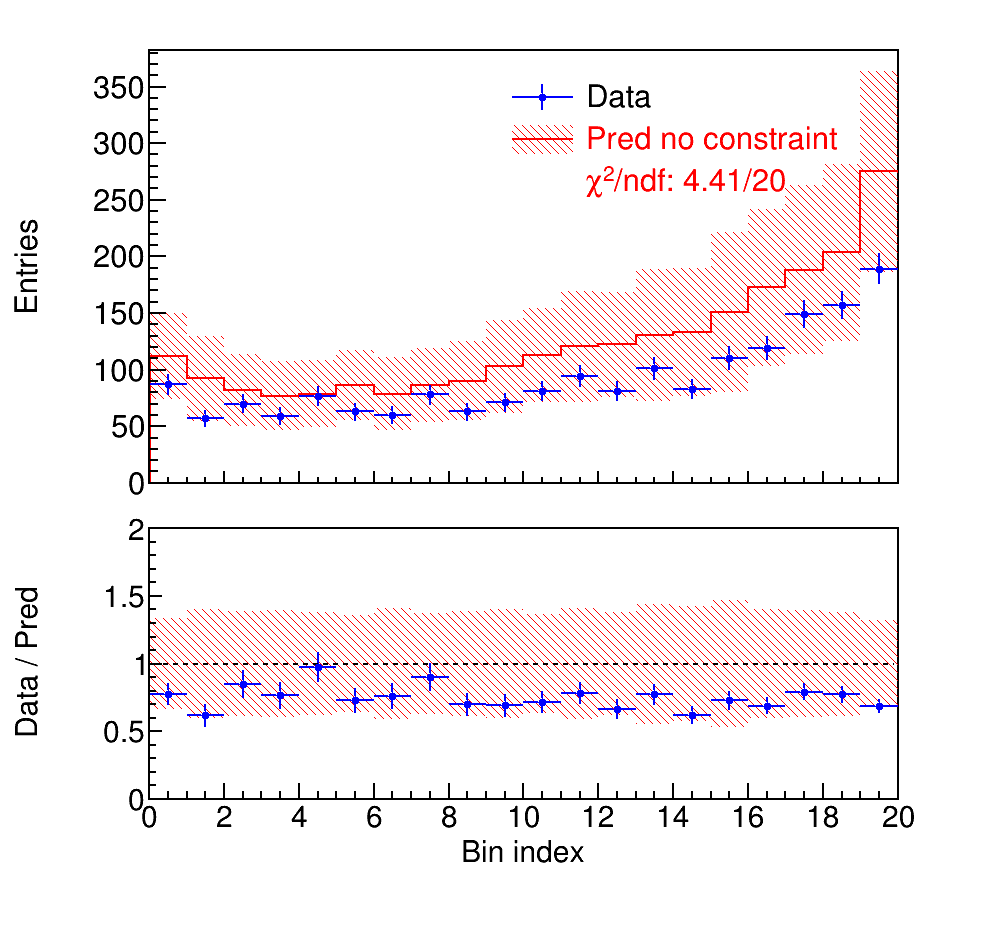 Entries
350
300
250
200
150
100
50
0
Data
Pred no constraint
χ²/ndf: 4.41/20
Data / Pred
2
1.5
1
0.5
0
0 2 4 6 8 10 12 14 16 18 20
Bin index